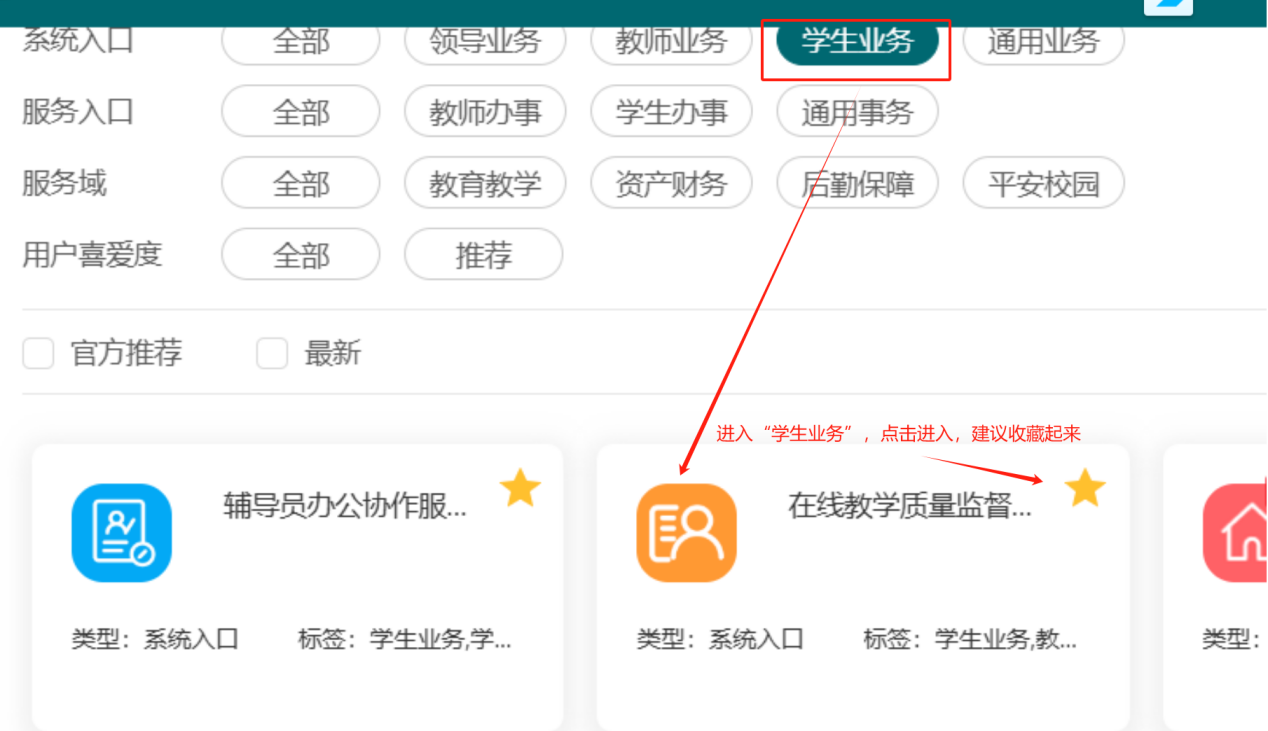 系统入口 全部 领导业务 教师业务 学生业务 通用业务
服务入口 全部 教师办事 学生办事 通用事务
服务域 全部 教育教学 资产财务 后勤保障 平安校园
用户喜爱度 全部 推荐
官方推荐 最新
进入“学生业务”，点击进入，建议收藏起来
辅导员办公协作服... 在线教学质量监督...
类型：系统入口 标签：学生业务,学... 类型：系统入口 标签：学生业务,教... 类型：